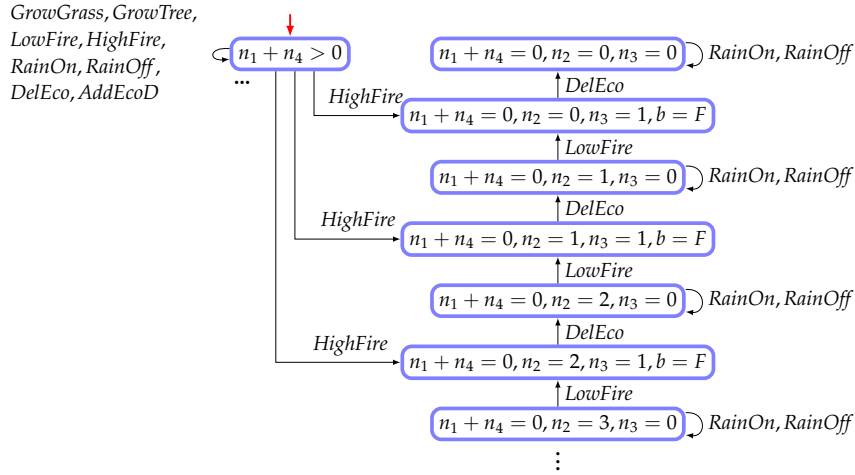 GrowGrass, GrowTree,
LowFire, HighFire,
RainOn, RainOff,
DelEco, AddEcoD
n₁ + n₄ > 0
...
n₁ + n₄ = 0, n₂ = 0, n₃ = 0
RainOn, RainOff
DelEco
HighFire
n₁ + n₄ = 0, n₂ = 0, n₃ = 1, b = F
LowFire
n₁ + n₄ = 0, n₂ = 1, n₃ = 0
RainOn, RainOff
DelEco
HighFire
n₁ + n₄ = 0, n₂ = 1, n₃ = 1, b = F
LowFire
n₁ + n₄ = 0, n₂ = 2, n₃ = 0
RainOn, RainOff
DelEco
HighFire
n₁ + n₄ = 0, n₂ = 2, n₃ = 1, b = F
LowFire
n₁ + n₄ = 0, n₂ = 3, n₃ = 0
RainOn, RainOff
⋮